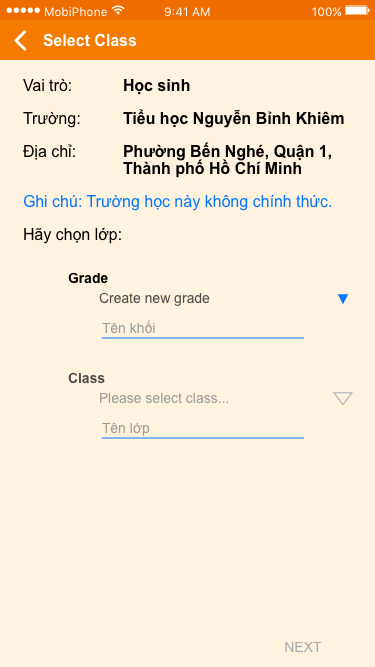 MobiPhone 9:41 AM 100%
Select Class
Vai trò: Học sinh
Trường: Tiểu học Nguyễn Bỉnh Khiêm
Địa chỉ: Phường Bến Nghé, Quận 1,
Thành phố Hồ Chí Minh
Ghi chú: Trường học này không chính thức.
Hãy chọn lớp:
Grade
Create new grade
Tên khối
Class
Please select class...
Tên lớp
NEXT